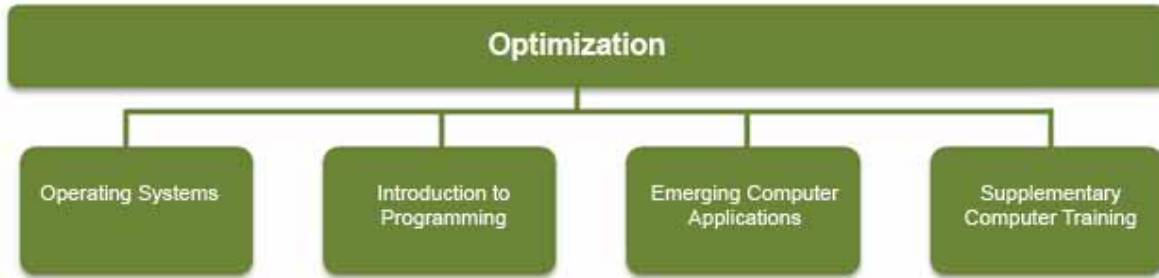 Optimization
Operating Systems
Introduction to
Programming
Emerging Computer
Applications
Supplementary
Computer Training